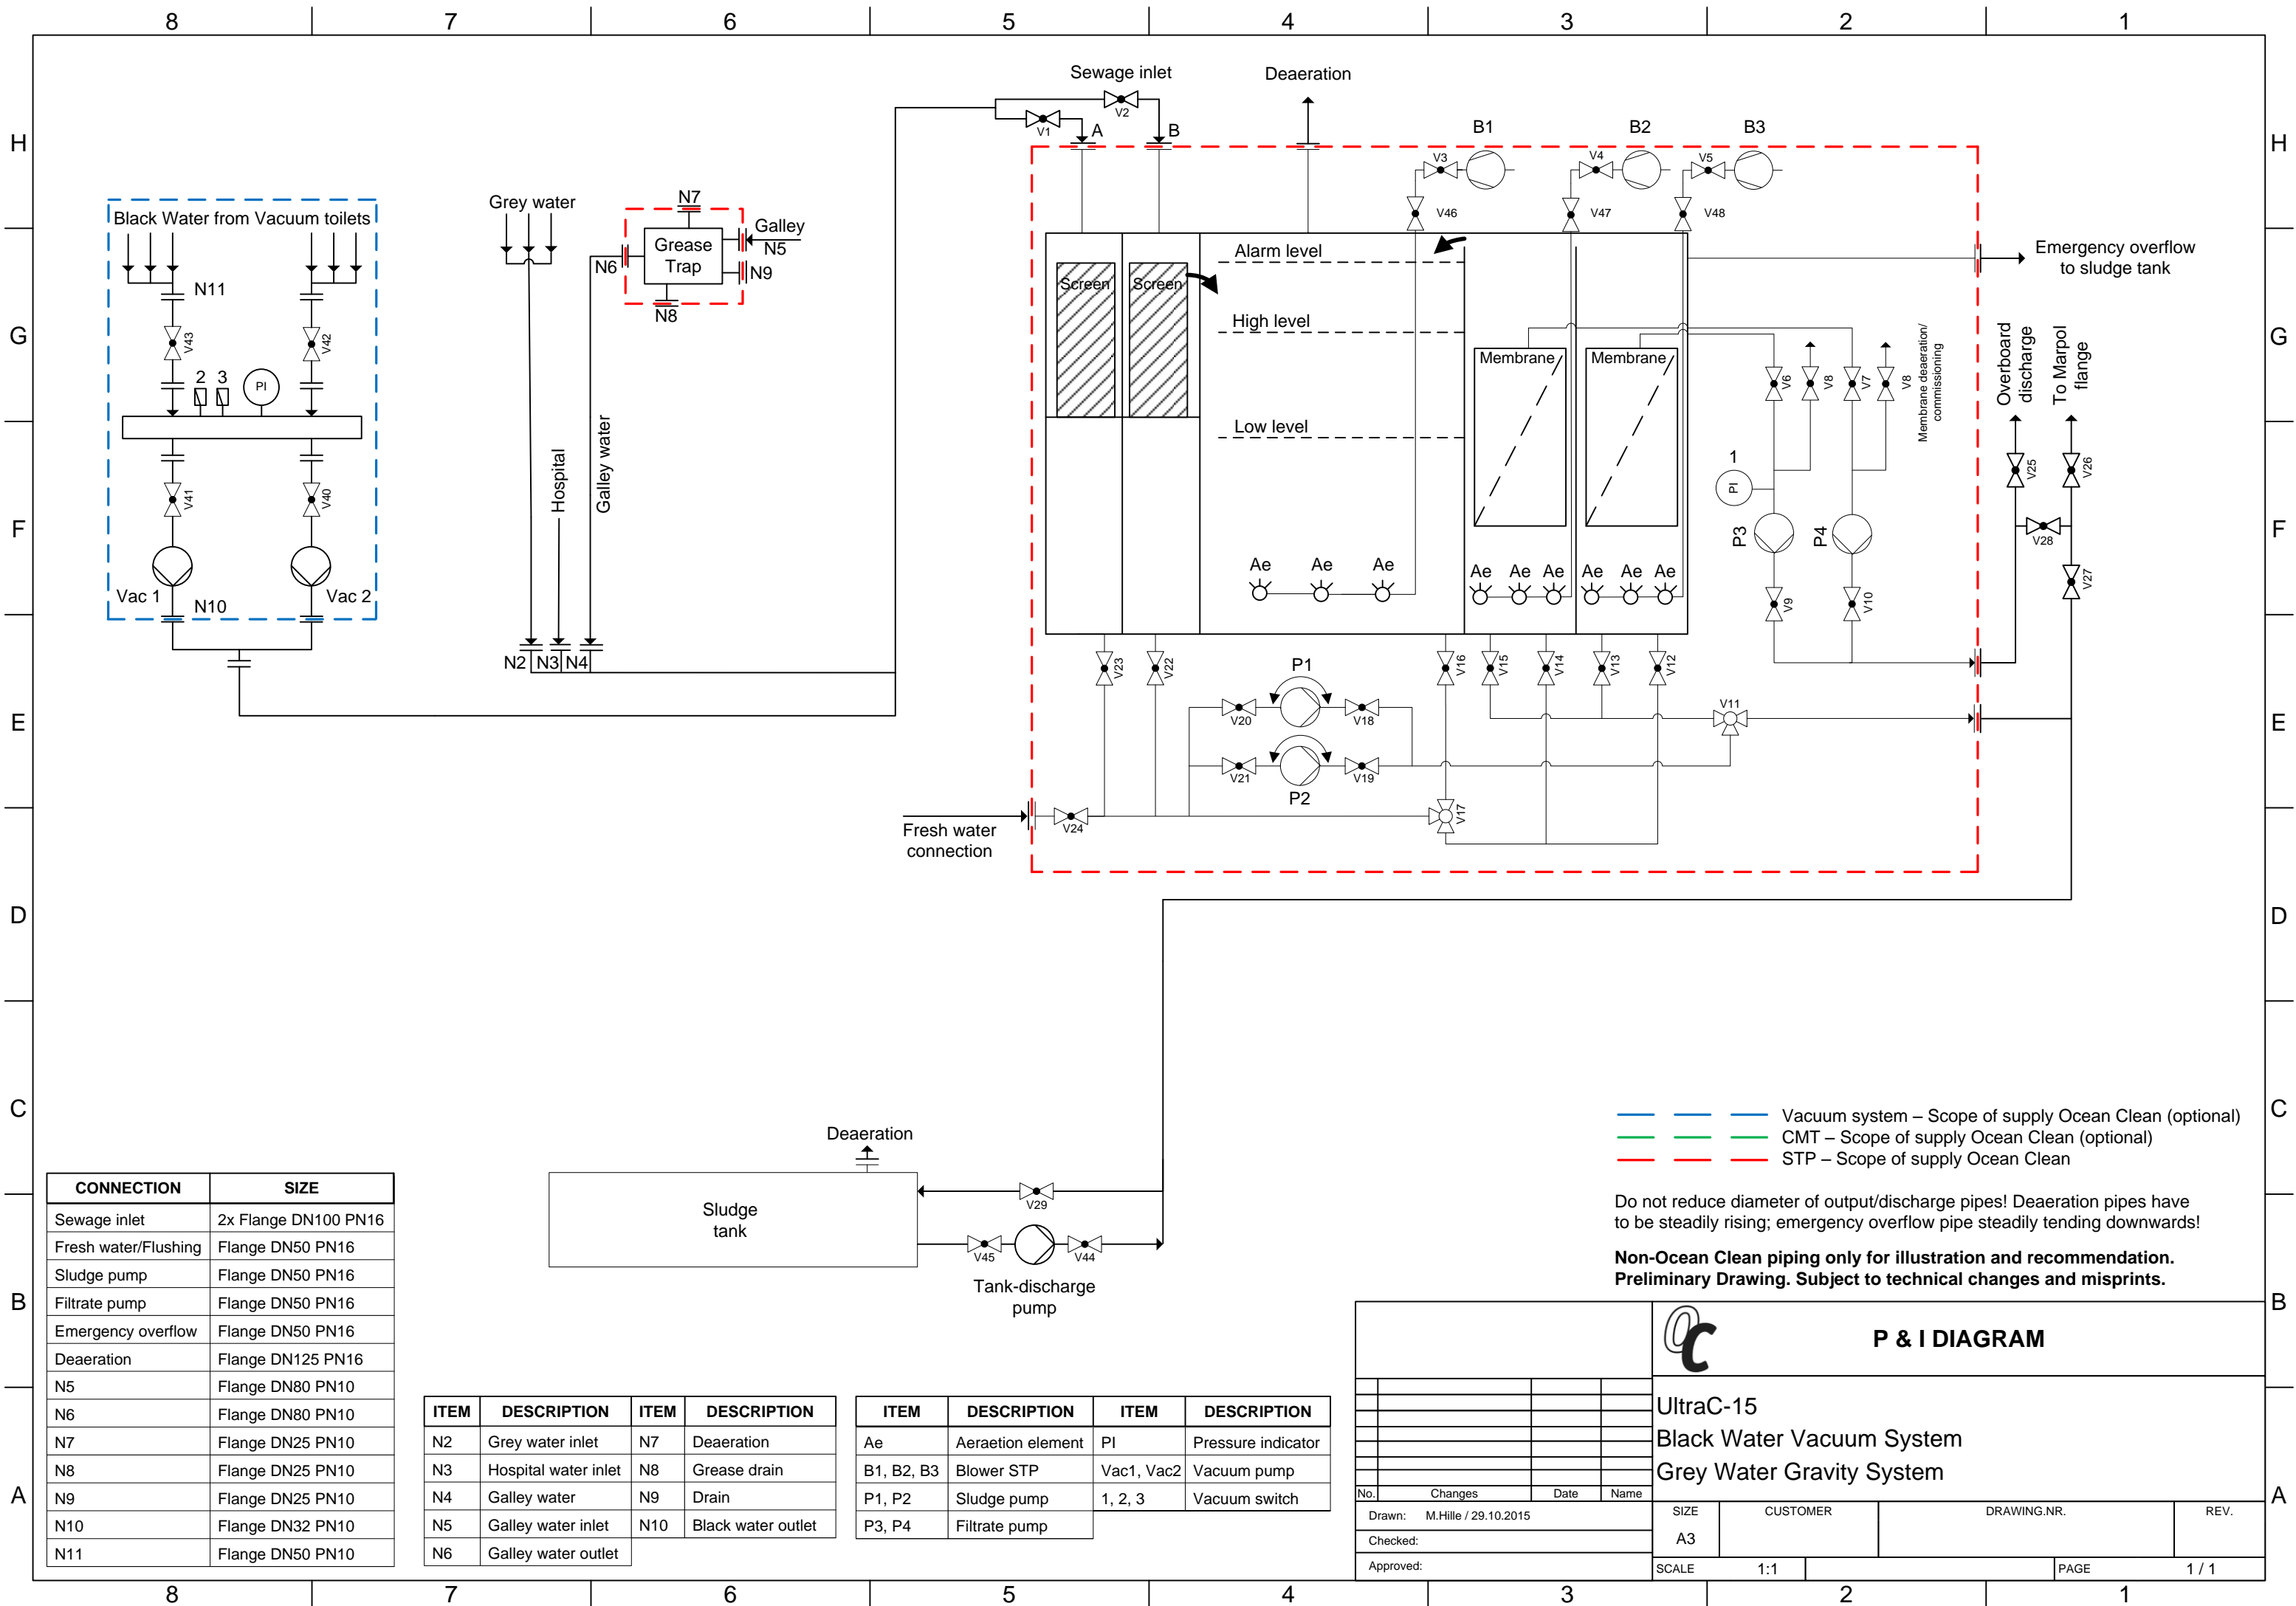 8 7 6 5 4 3 2 1
H
G
F
E
D
C
B
A
H
G
F
E
D
C
B
A
8 7 6 5 4 3 2 1
Black Water from Vacuum toilets
N11
V43
V42
2 3
PI
V41
V40
Vac 1
Vac 2
N10
Grey water
Hospital
Galley water
N2 N3 N4
N7
Grease
Trap
Galley
N5
N6
N9
N8
Sewage inlet
V2
V1
A
B
Deaeration
B1
B2
B3
V3
V4
V5
V46
V47
V48
Screen
Screen
Alarm level
High level
Low level
Membrane
Membrane
Ae Ae Ae
Ae Ae Ae
Ae Ae Ae
Emergency overflow
to sludge tank
V6
V8
V7
V8
Membrane deaeration/
commissioning
1
PI
P3
P4
V9
V10
Overboard
discharge
To Marpol
flange
V25
V26
V28
V27
V23
V22
V16
V15
V14
V13
V12
P1
V20
V18
V21
V19
P2
V11
V17
V24
Fresh water
connection
Deaeration
Sludge
tank
V29
V45
V44
Tank-discharge
pump
Vacuum system – Scope of supply Ocean Clean (optional)
CMT – Scope of supply Ocean Clean (optional)
STP – Scope of supply Ocean Clean
Do not reduce diameter of output/discharge pipes! Deaeration pipes have
to be steadily rising; emergency overflow pipe steadily tending downwards!
Non-Ocean Clean piping only for illustration and recommendation.
Preliminary Drawing. Subject to technical changes and misprints.
CONNECTION SIZE
Sewage inlet 2x Flange DN100 PN16
Fresh water/Flushing Flange DN50 PN16
Sludge pump Flange DN50 PN16
Filtrate pump Flange DN50 PN16
Emergency overflow Flange DN50 PN16
Deaeration Flange DN125 PN16
N5 Flange DN80 PN10
N6 Flange DN80 PN10
N7 Flange DN25 PN10
N8 Flange DN25 PN10
N9 Flange DN25 PN10
N10 Flange DN32 PN10
N11 Flange DN50 PN10
ITEM DESCRIPTION ITEM DESCRIPTION
N2 Grey water inlet N7 Deaeration
N3 Hospital water inlet N8 Grease drain
N4 Galley water N9 Drain
N5 Galley water inlet N10 Black water outlet
N6 Galley water outlet
ITEM DESCRIPTION ITEM DESCRIPTION
Ae Aeraetion element PI Pressure indicator
B1, B2, B3 Blower STP Vac1, Vac2 Vacuum pump
P1, P2 Sludge pump 1, 2, 3 Vacuum switch
P3, P4 Filtrate pump
No. Changes Date Name
Drawn: M.Hille / 29.10.2015
Checked:
Approved:
OC
P & I DIAGRAM
UltraC-15
Black Water Vacuum System
Grey Water Gravity System
SIZE CUSTOMER DRAWING.NR. REV.
A3
SCALE 1:1 PAGE 1 / 1